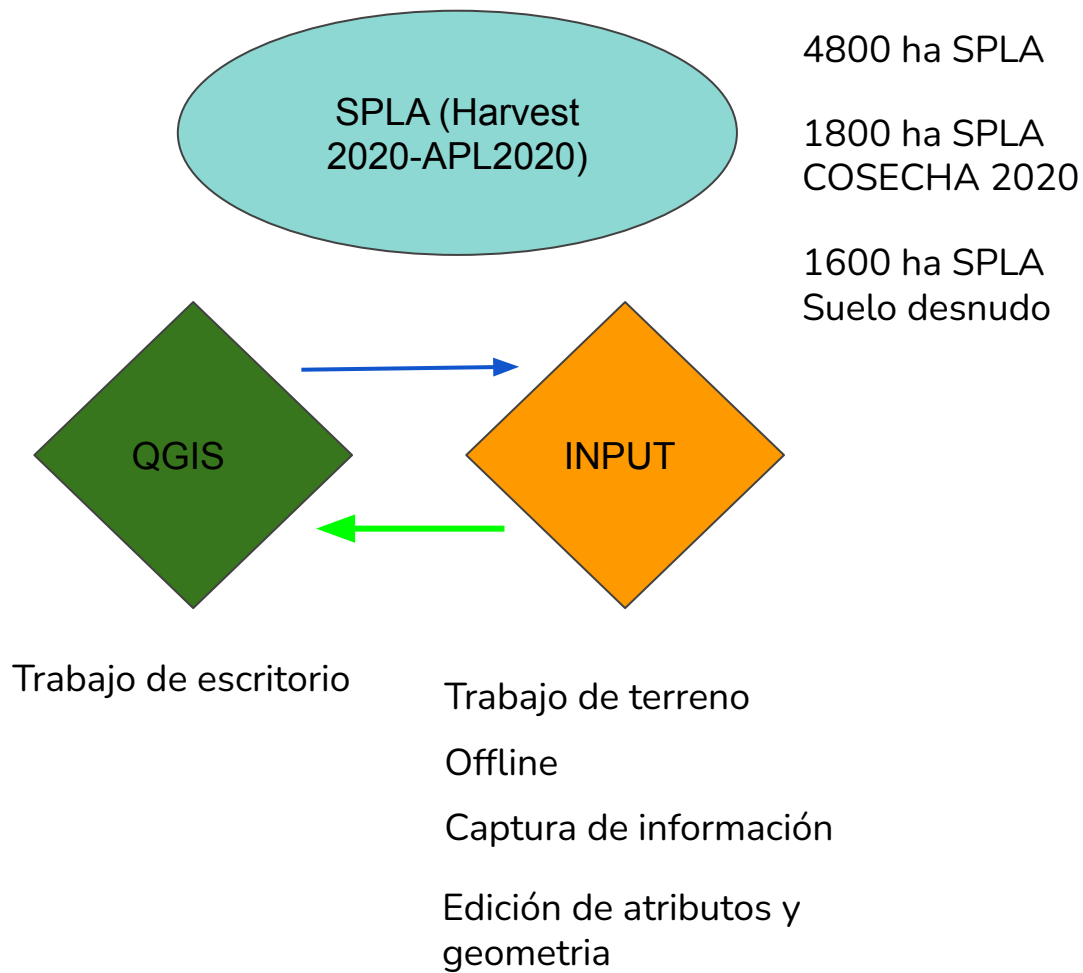 SPLA (Harvest
2020-APL2020)
4800 ha SPLA
1800 ha SPLA
COSECHA 2020
1600 ha SPLA
Suelo desnudo
QGIS
INPUT
Trabajo de escritorio
Trabajo de terreno
Offline
Captura de información
Edición de atributos y
geometria